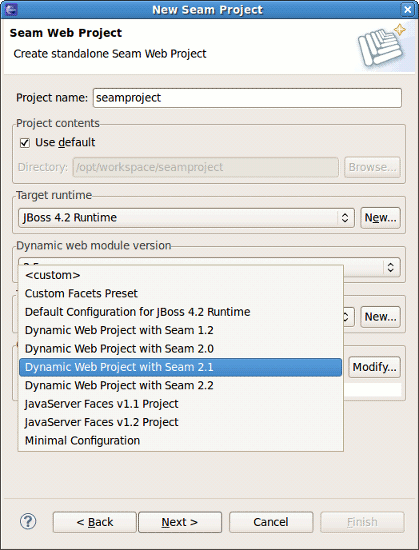 New Seam Project
Seam Web Project
Create standalone Seam Web Project
Project name: seamproject
Project contents
Use default
Directory: /opt/workspace/seamproject Browse...
Target runtime
JBoss 4.2 Runtime New...
Dynamic web module version
<custom>
Custom Facets Preset
Default Configuration for JBoss 4.2 Runtime
New...
Dynamic Web Project with Seam 1.2
Dynamic Web Project with Seam 2.0
Dynamic Web Project with Seam 2.1 Modify...
Dynamic Web Project with Seam 2.2
JavaServer Faces v1.1 Project
JavaServer Faces v1.2 Project
Minimal Configuration
? < Back Next > Cancel Finish